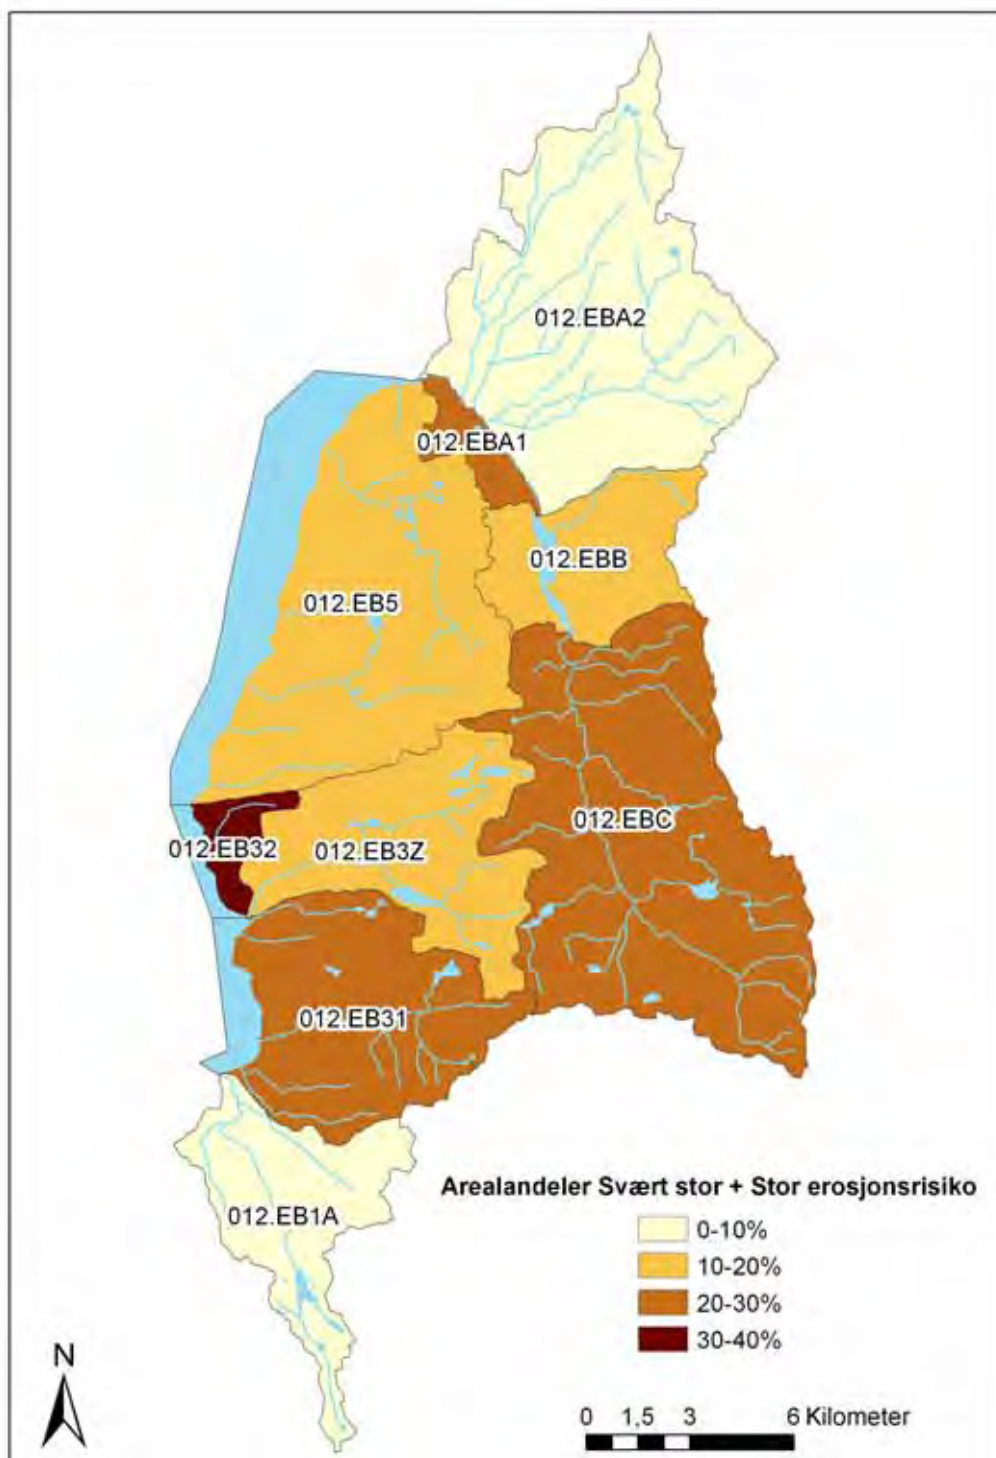 012.EBA2
012.EBA1
012.EBB
012.EB5
012.EBC
012.EB32
012.EB3Z
012.EB31
012.EB1A
Arealandeler Svært stor + Stor erosjonsrisiko
0-10%
10-20%
20-30%
30-40%
N
0 1,5 3 6 Kilometer